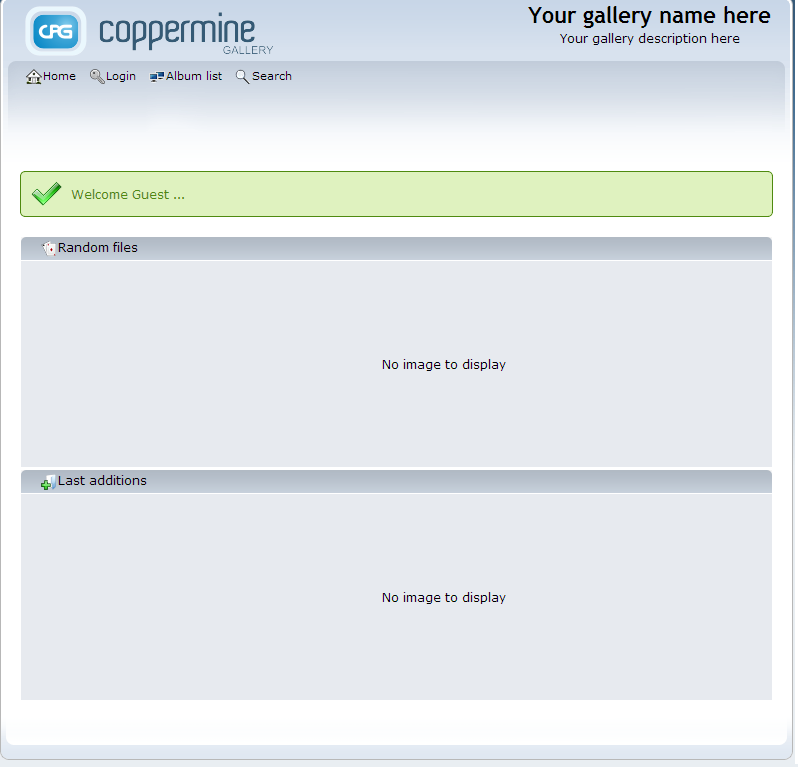 CPG coppermine
GALLERY
Your gallery name here
Your gallery description here
Home Login Album list Search
Welcome Guest ...
Random files
No image to display
Last additions
No image to display